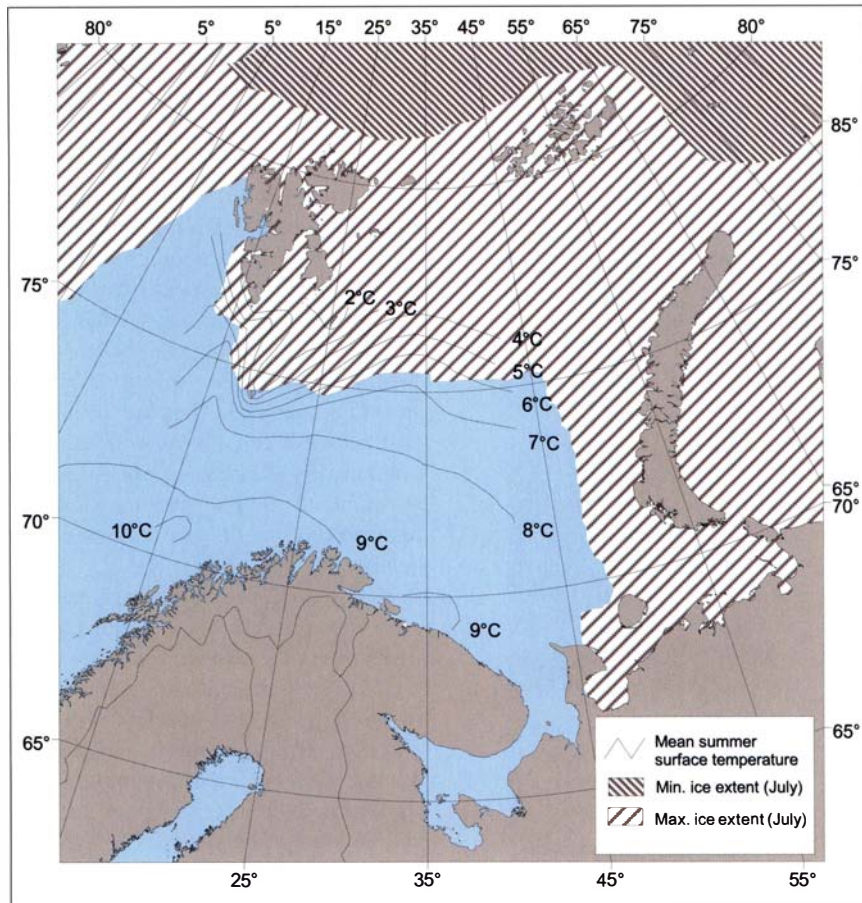 80° 5° 5° 15° 25° 35° 45° 55° 65° 75° 80°
85°
75°
75°
2°C 3°C
4°C
5°C
6°C
7°C
65°
70°
70°
10°C 9°C 8°C
9°C
65°
65°
Mean summer
surface temperature
Min. ice extent (July)
Max. ice extent (July)
25° 35° 45° 55°